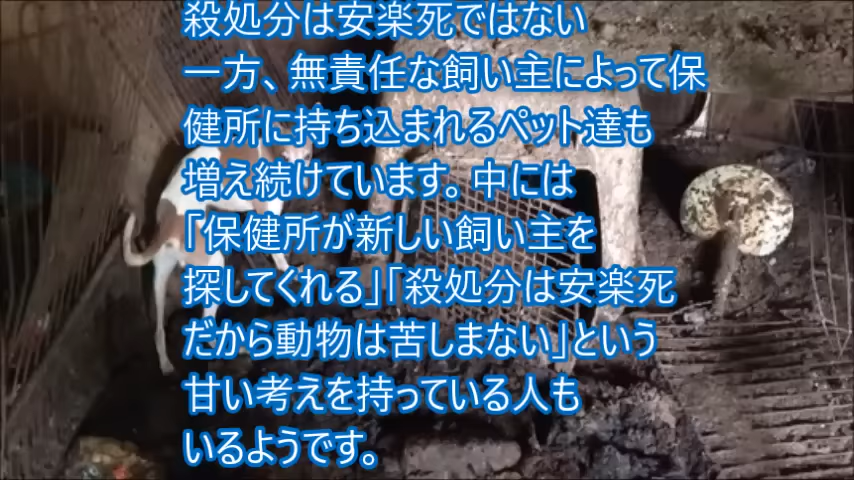 殺処分は安楽死ではない
一方、無責任な飼い主によって保
健所に持ち込まれるペット達も
増え続けています。中には
「保健所が新しい飼い主を
探してくれる」「殺処分は安楽死
だから動物は苦しまない」という
甘い考えを持っている人も
いるようです。